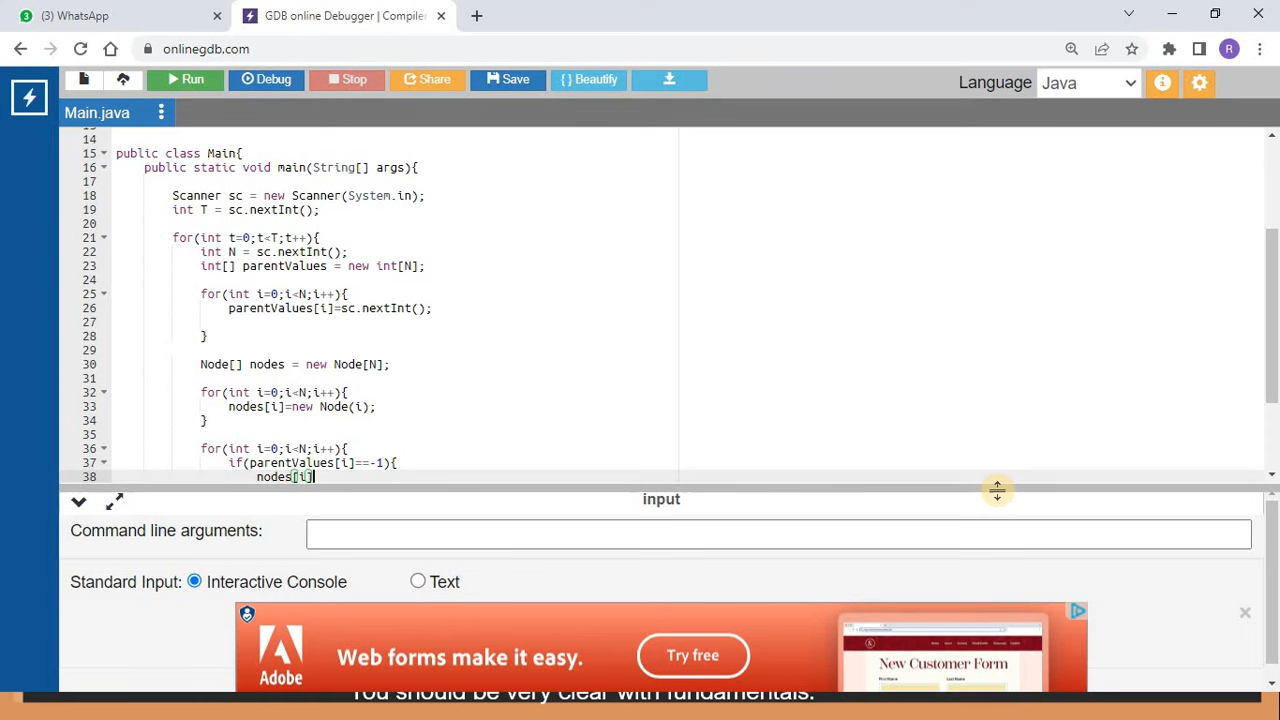 3 (3) WhatsApp
GDB online Debugger | Compiler
onlinegdb.com
R
Run
Debug
Stop
Share
Save
{ } Beautify
Language Java
Main.java
14
15 public class Main{
16 public static void main(String[] args){
17
18 Scanner sc = new Scanner(System.in);
19 int T = sc.nextInt();
20
21 for(int t=0;t<T;t++){
22 int N = sc.nextInt();
23 int[] parentValues = new int[N];
24
25 for(int i=0;i<N;i++){
26 parentValues[i]=sc.nextInt();
27
28 }
29
30 Node[] nodes = new Node[N];
31
32 for(int i=0;i<N;i++){
33 nodes[i]=new Node(i);
34 }
35
36 for(int i=0;i<N;i++){
37 if(parentValues[i]==-1){
38 nodes[i]
input
Command line arguments:
Standard Input: Interactive Console Text
Adobe
Web forms make it easy.
Try free
New Customer Form
You should be very clear with fundamentals.